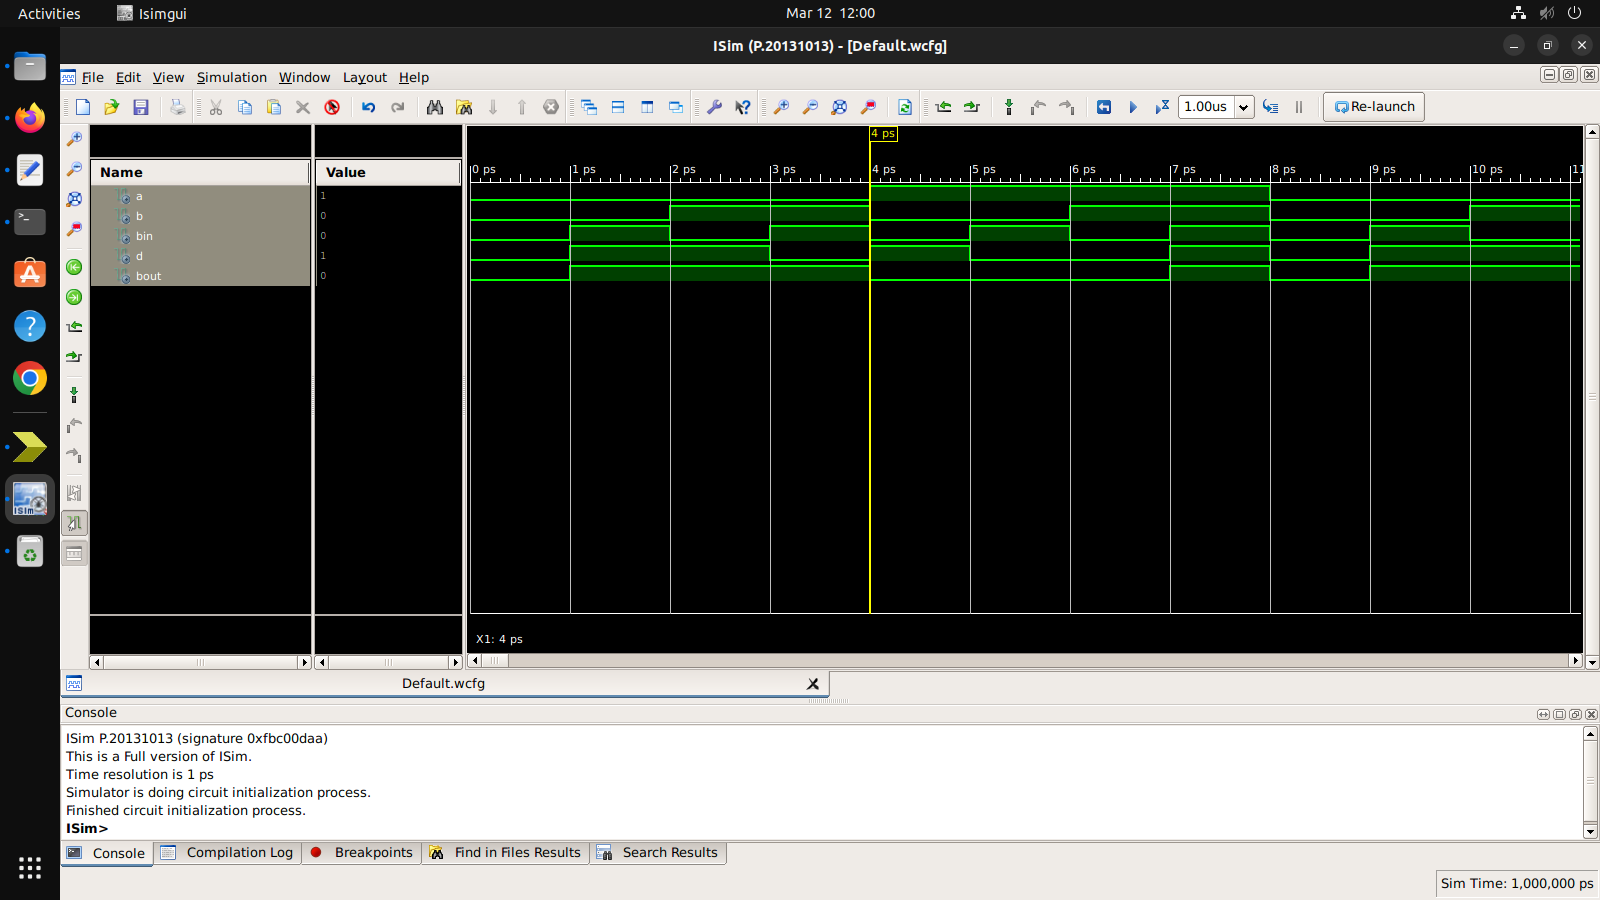 Activities
Isimgui
Mar 12 12:00
ISim (P.20131013) - [Default.wcfg]
File Edit View Simulation Window Layout Help
1.00us
Re-launch
4 ps
Name
Value
0 ps 1 ps 2 ps 3 ps 4 ps 5 ps 6 ps 7 ps 8 ps 9 ps 10 ps 11
a 1
b 0
bin 0
d 1
bout 0
ISim
X1: 4 ps
Default.wcfg
Console
ISim P.20131013 (signature 0xfbc00daa)
This is a Full version of ISim.
Time resolution is 1 ps
Simulator is doing circuit initialization process.
Finished circuit initialization process.
ISim>
Console Compilation Log Breakpoints Find in Files Results Search Results
Sim Time: 1,000,000 ps